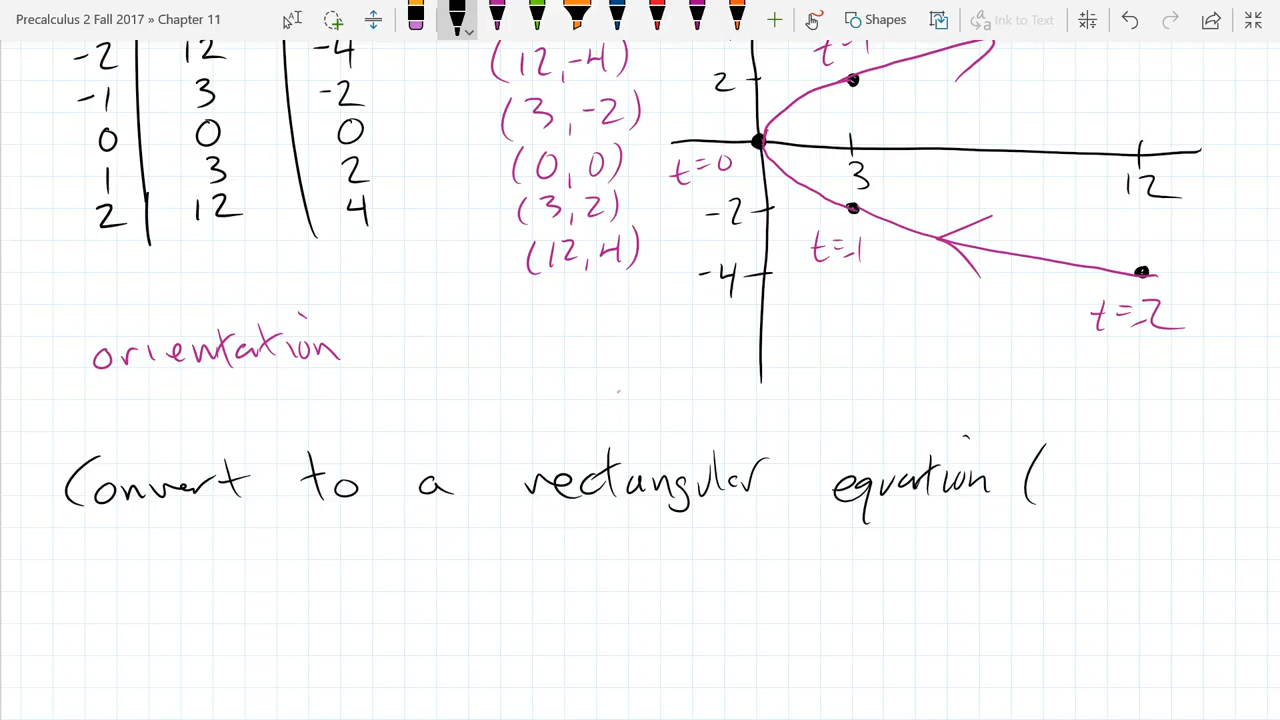 Precalculus 2 Fall 2017 » Chapter 11
Shapes
Ink to Text
-2 12 -4 (12,-4)
-1 3 -2 (3,-2)
0 0 0 (0,0)
1 3 2 (3,2)
2 12 4 (12,4)
2
t=0
3
12
-2
t=-1
-4
t=-2
orientation
Convert to a rectangular equation (